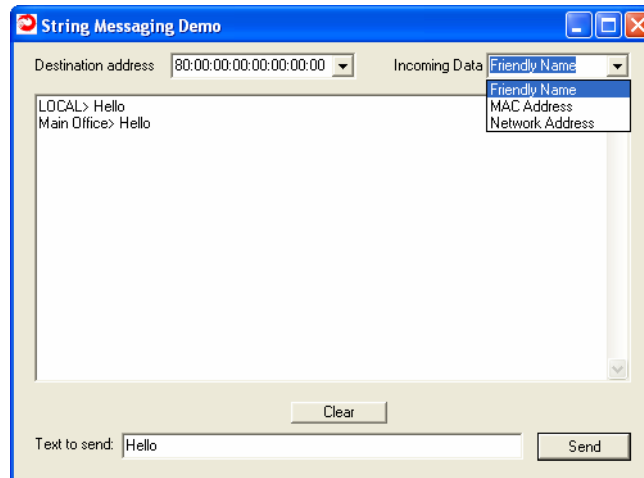 String Messaging Demo
Destination address 80:00:00:00:00:00:00:00 Incoming Data Friendly Name
Friendly Name
MAC Address
Network Address
LOCAL> Hello
Main Office> Hello
Clear
Text to send: Hello Send